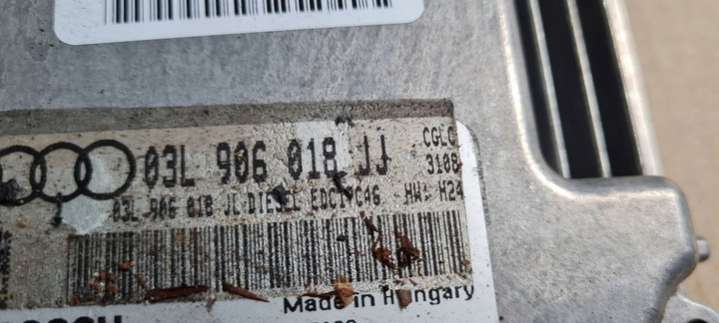 03L 906 018 JJ CGLC
3108
03L 906 018 JL DIESEL EDC17C46 HW: H24
Made in Hungary